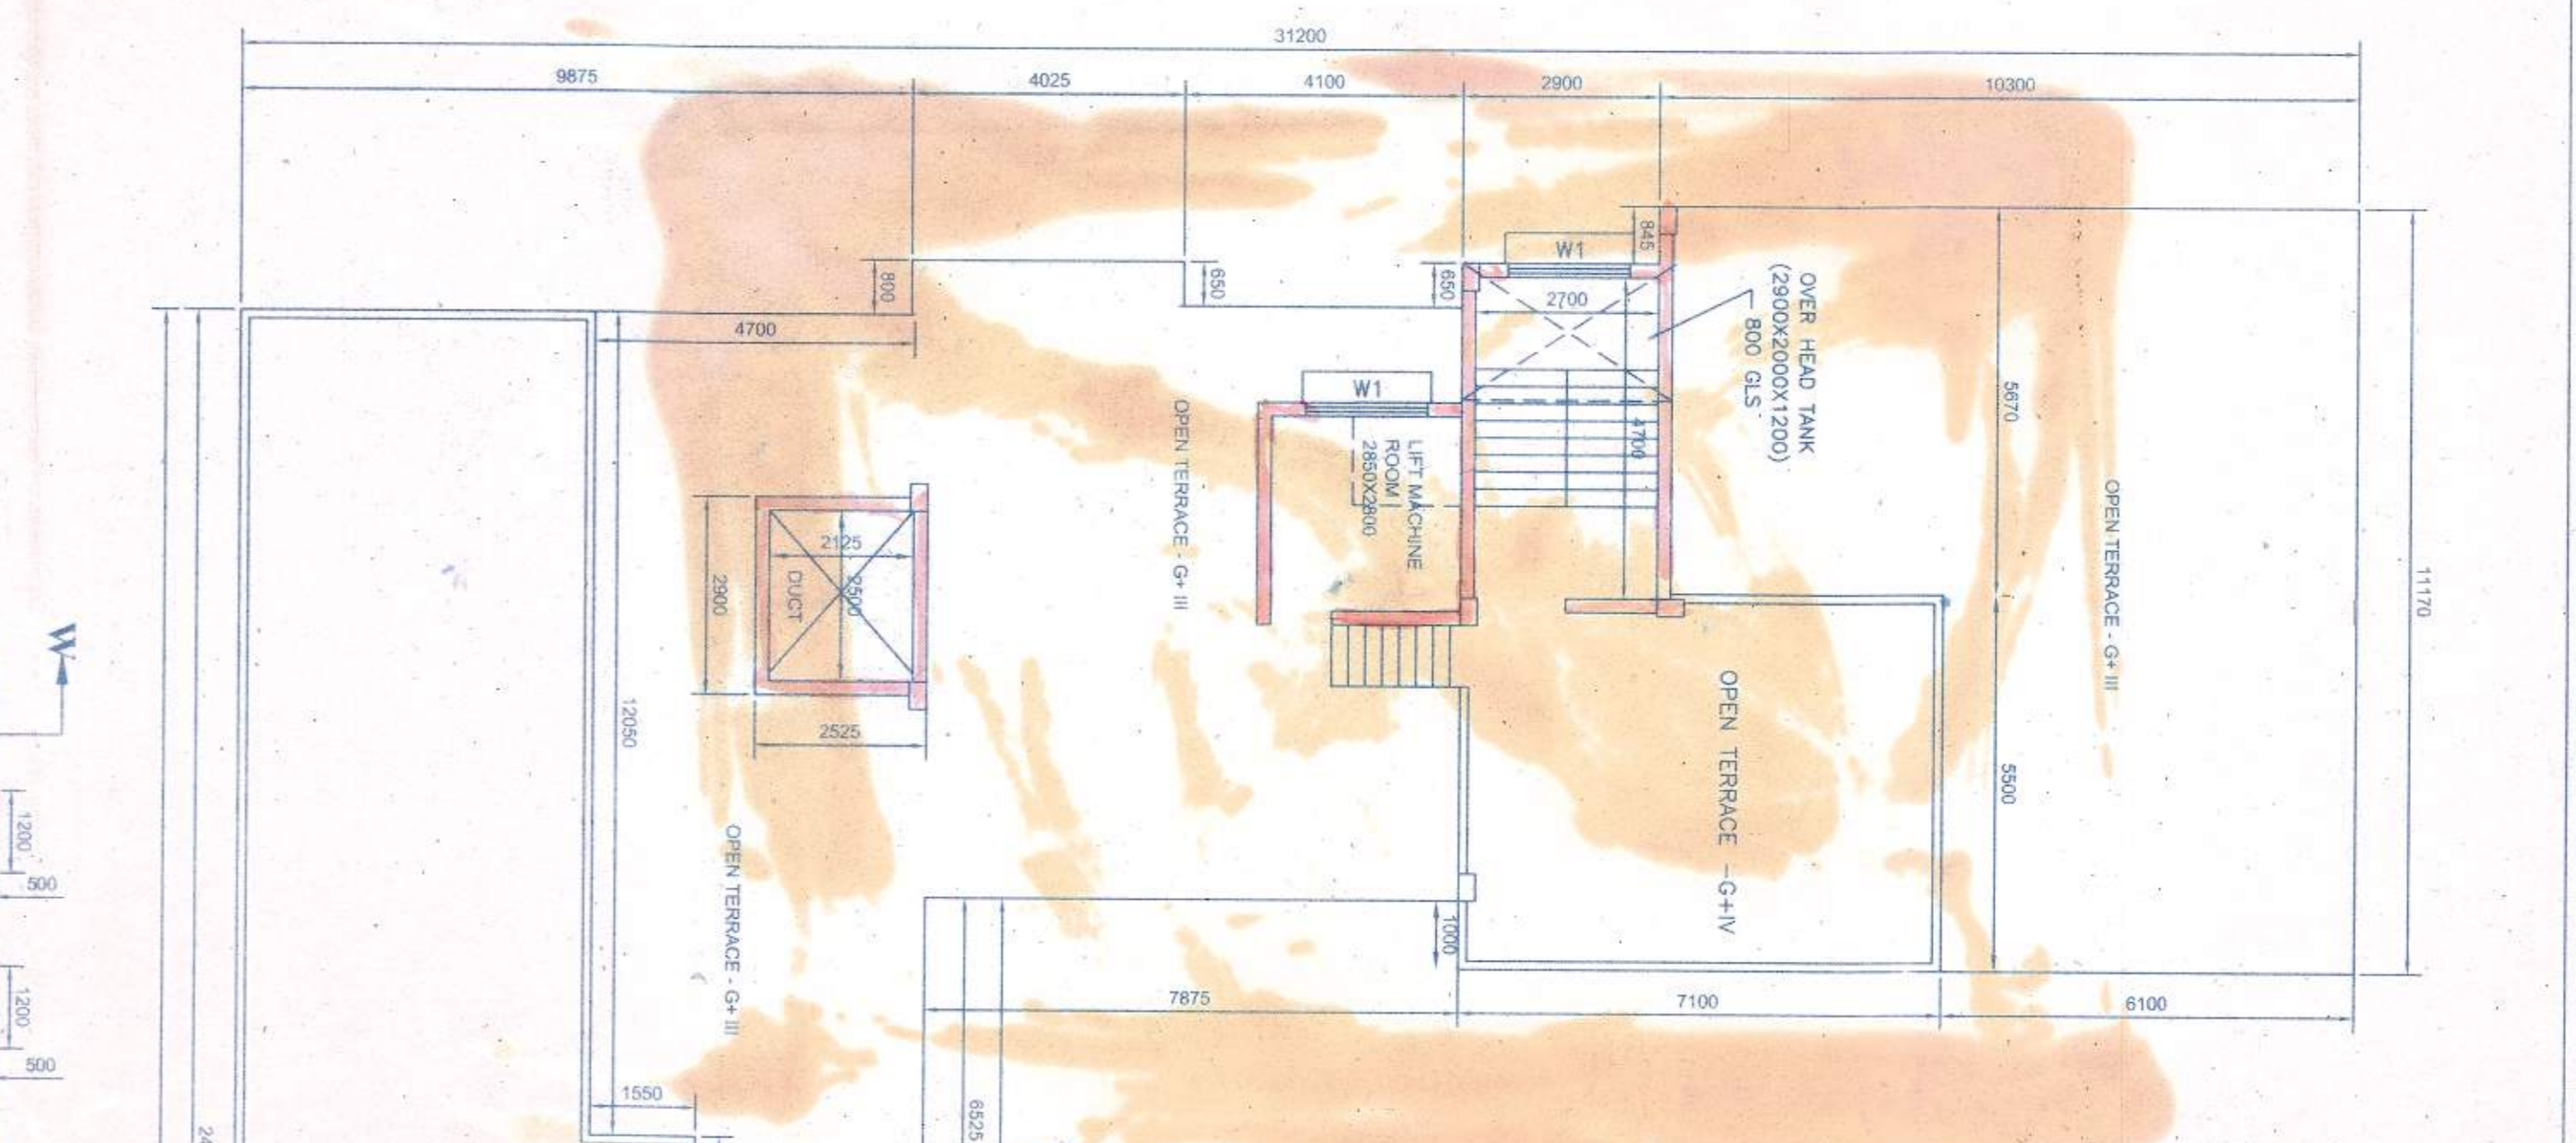 31200
9875
4025
4100
2900
10300
W1
845
800
650
650
2700
OVER HEAD TANK
(2900X2000X1200)
800 GLS
4700
W1
5670
4700
OPEN TERRACE - G+ III
LIFT MACHINE
ROOM
2850X2800
OPEN TERRACE - G+ III
11170
2125
2500
DUCT
2900
W
12050
2525
OPEN TERRACE -G+IV
5500
OPEN TERRACE - G+ III
1200
500
1000
7875
7100
6100
1200
500
1550
6525